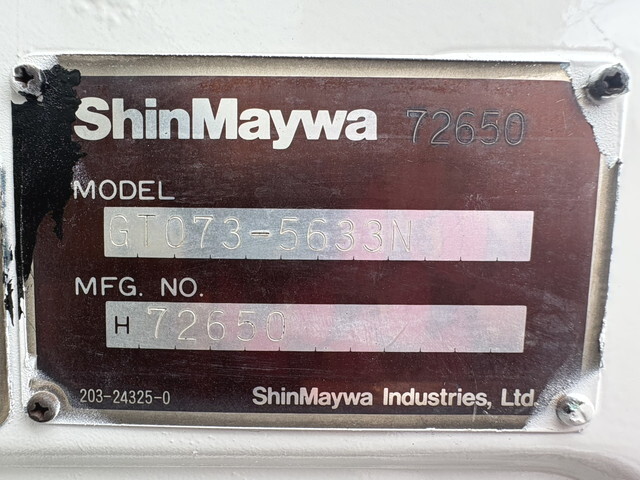 ShinMaywa 72650
MODEL
GT073-5633N
MFG. NO.
H 72650
203-24325-0 ShinMaywa Industries, Ltd.